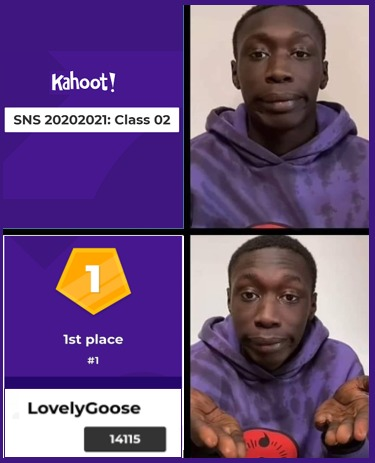 Kahoot!
SNS 20202021: Class 02
1
1st place
#1
LovelyGoose
14115